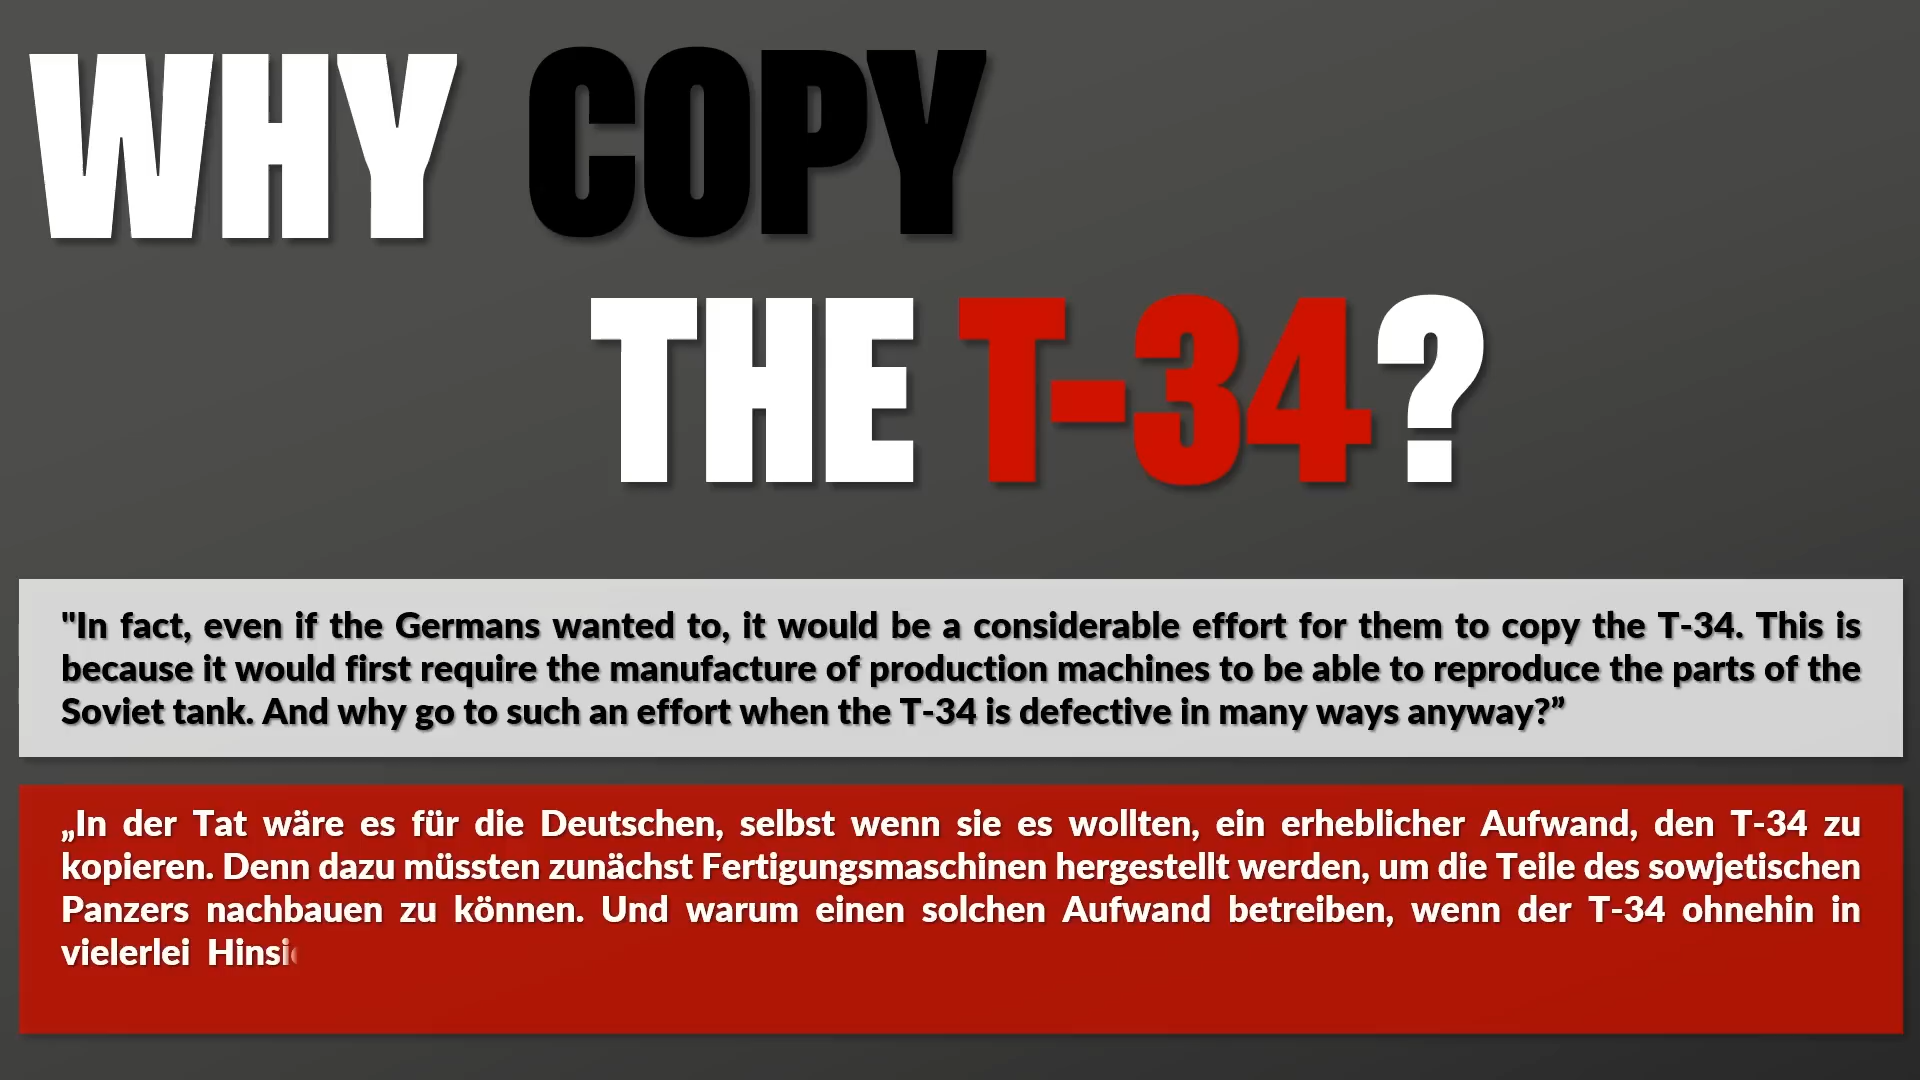 WHY COPY
THE T-34?
"In fact, even if the Germans wanted to, it would be a considerable effort for them to copy the T-34. This is
because it would first require the manufacture of production machines to be able to reproduce the parts of the
Soviet tank. And why go to such an effort when the T-34 is defective in many ways anyway?”
„In der Tat wäre es für die Deutschen, selbst wenn sie es wollten, ein erheblicher Aufwand, den T-34 zu
kopieren. Denn dazu müssten zunächst Fertigungsmaschinen hergestellt werden, um die Teile des sowjetischen
Panzers nachbauen zu können. Und warum einen solchen Aufwand betreiben, wenn der T-34 ohnehin in
vielerlei